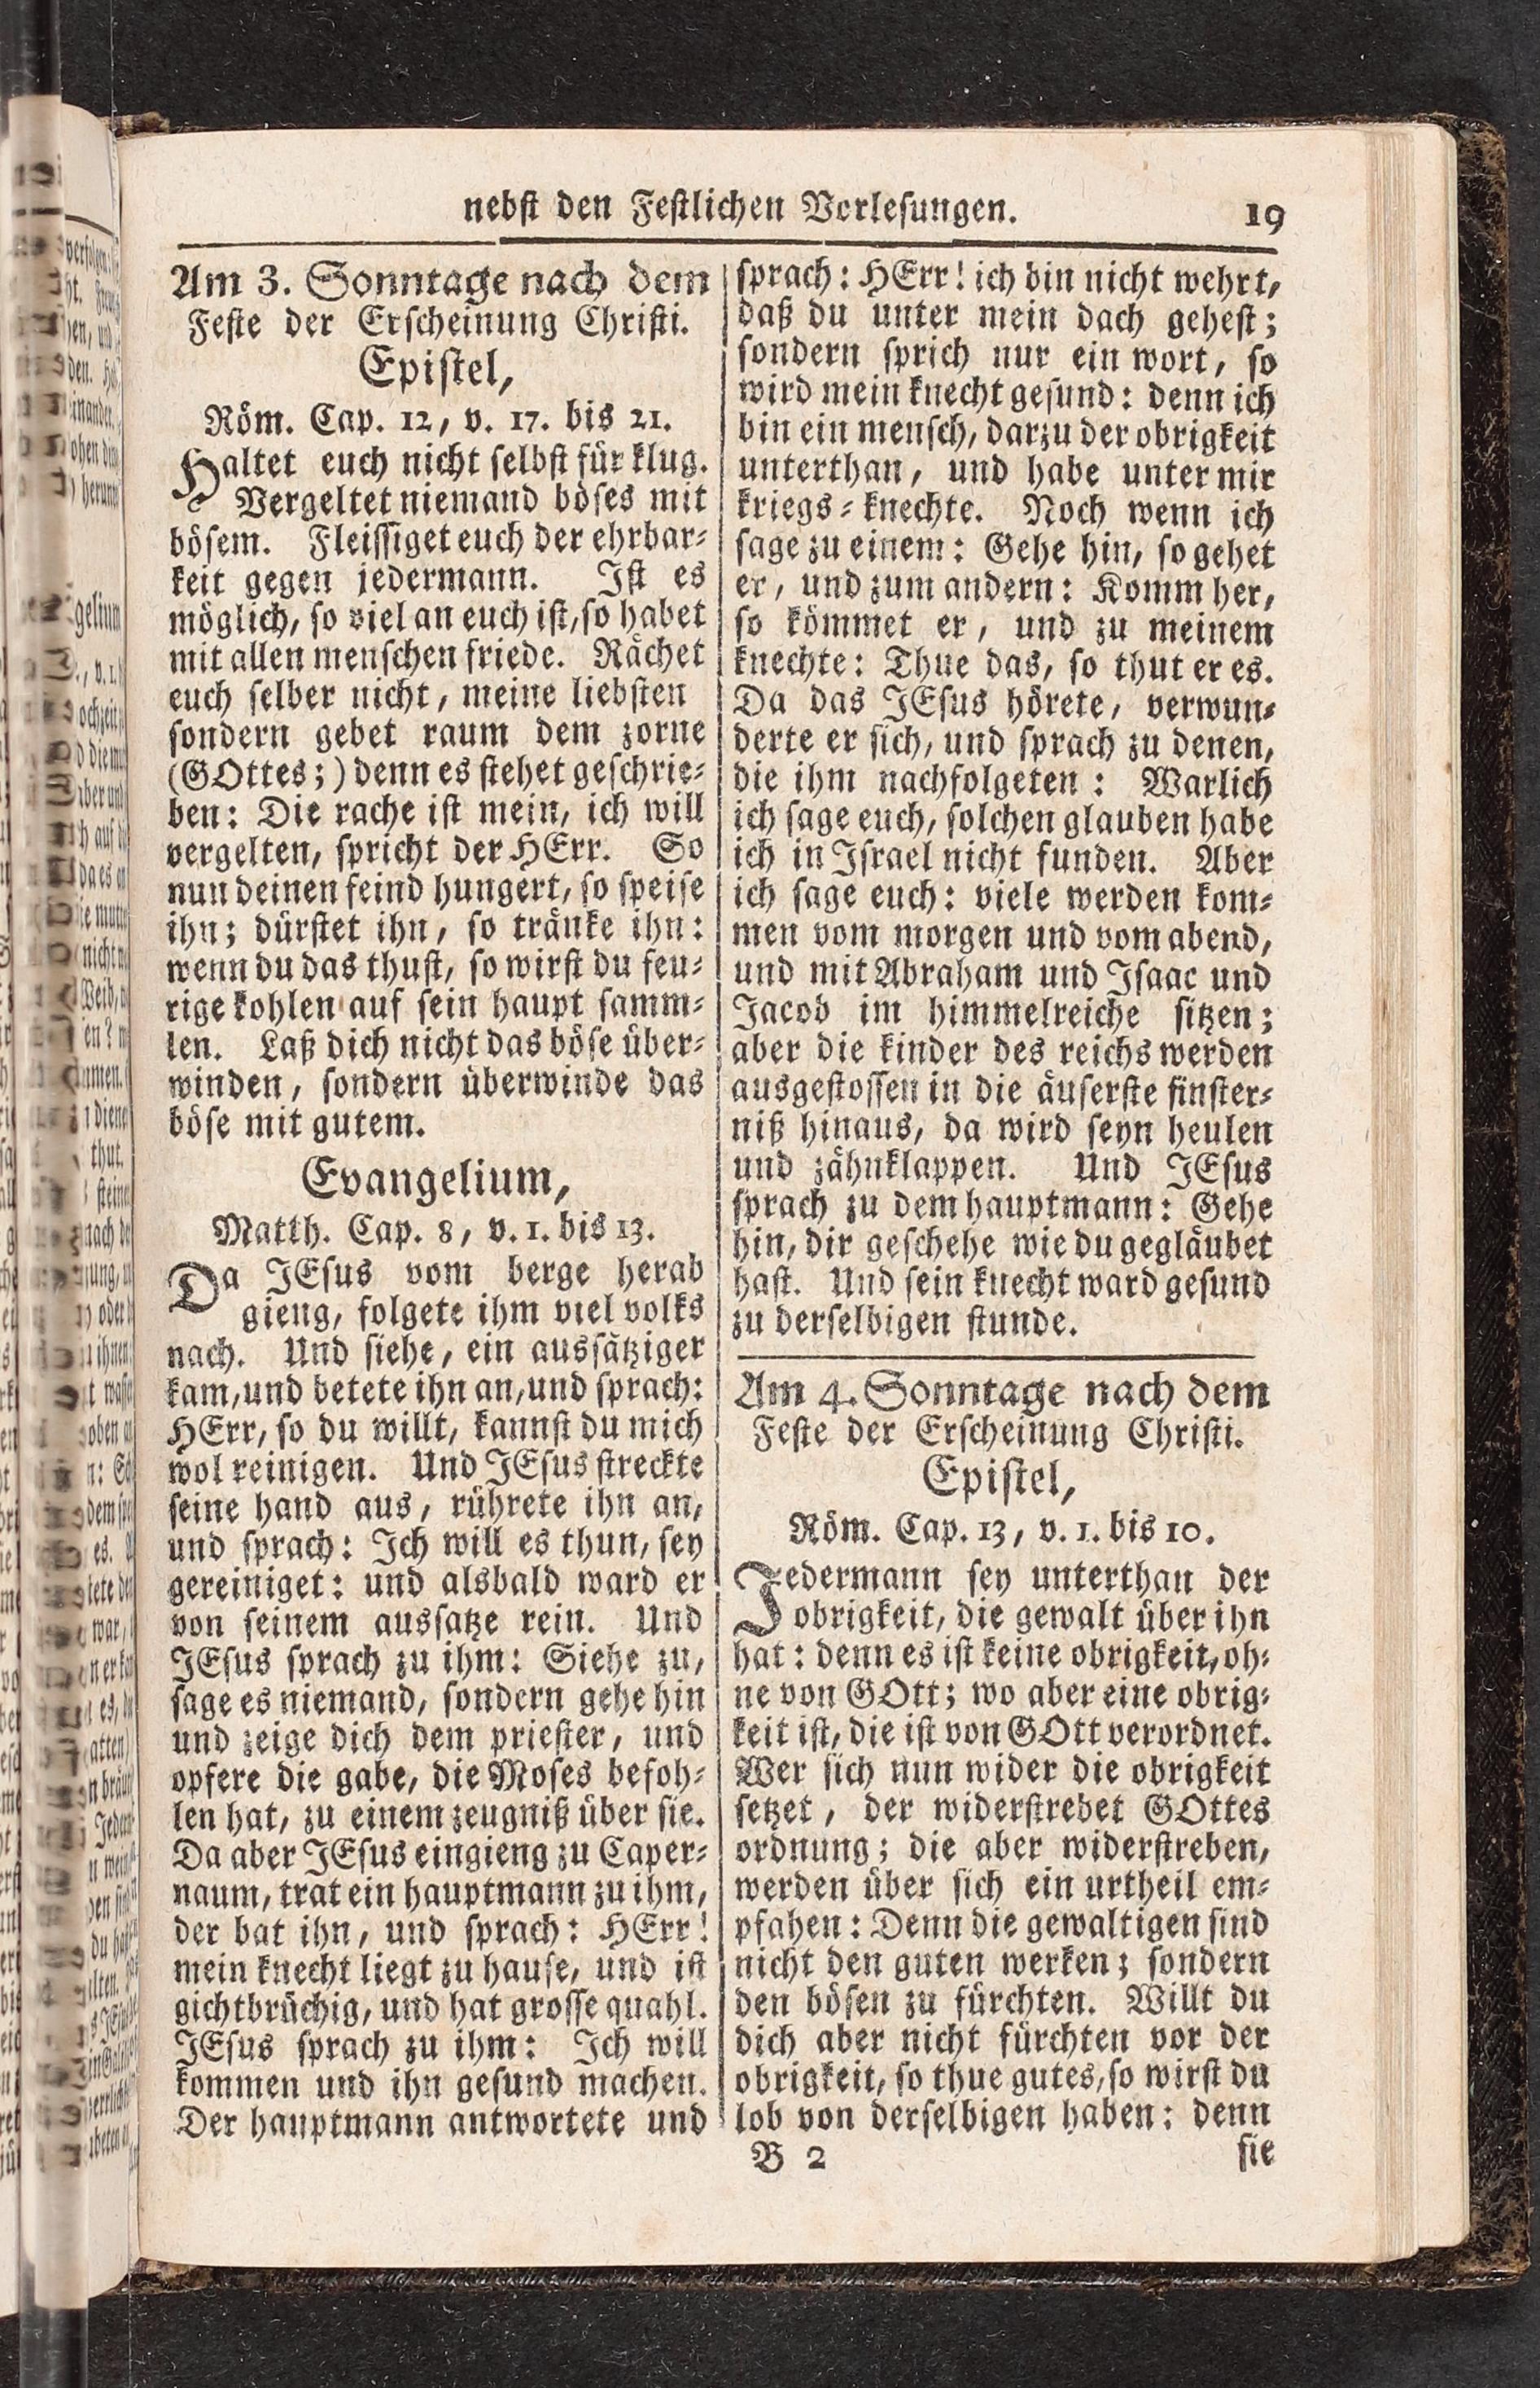 nebst den Festlichen Vorlesungen. 19
Am 3. Sonntage nach dem
Feste der Erscheinung Christi.
Epistel,
Röm. Cap. 12, v. 17. bis 21.
Haltet euch nicht selbst für klug.
Vergeltet niemand böses mit
bösem. Fleissiget euch der ehrbar-
keit gegen jedermann. Ist es
möglich, so viel an euch ist, so habet
mit allen menschen friede. Rächet
euch selber nicht, meine liebsten
sondern gebet raum dem zorne
(GOttes;) denn es stehet geschrie-
ben: Die rache ist mein, ich will
vergelten, spricht der HErr. So
nun deinen feind hungert, so speise
ihn; dürstet ihn, so tränke ihn:
wenn du das thust, so wirst du feu-
rige kohlen auf sein haupt samm-
len. Laß dich nicht das böse über-
winden, sondern überwinde das
böse mit gutem.
Evangelium,
Matth. Cap. 8, v. 1. bis 13.
Da JEsus vom berge herab
gieng, folgete ihm viel volks
nach. Und siehe, ein aussätziger
kam, und betete ihn an, und sprach:
HErr, so du willt, kannst du mich
wol reinigen. Und JEsus streckte
seine hand aus, rührete ihn an,
und sprach: Ich will es thun, sey
gereiniget: und alsbald ward er
von seinem aussatze rein. Und
JEsus sprach zu ihm: Siehe zu,
sage es niemand, sondern gehe hin
und zeige dich dem priester, und
opfere die gabe, die Moses befoh-
len hat, zu einem zeugniß über sie.
Da aber JEsus eingieng zu Caper-
naum, trat ein hauptmann zu ihm,
der bat ihn, und sprach: HErr!
mein knecht liegt zu hause, und ist
gichtbrüchig, und hat grosse quahl.
JEsus sprach zu ihm: Ich will
kommen und ihn gesund machen.
Der hauptmann antwortete und
sprach: HErr! ich bin nicht wehrt,
daß du unter mein dach gehest;
sondern sprich nur ein wort, so
wird mein knecht gesund: denn ich
bin ein mensch, darzu der obrigkeit
unterthan, und habe unter mir
kriegs-knechte. Noch wenn ich
sage zu einem: Gehe hin, so gehet
er, und zum andern: Komm her,
so kömmet er, und zu meinem
knechte: Thue das, so thut er es.
Da das JEsus hörete, verwun-
derte er sich, und sprach zu denen,
die ihm nachfolgeten: Warlich
ich sage euch, solchen glauben habe
ich in Israel nicht funden. Aber
ich sage euch: viele werden kom-
men vom morgen und vom abend,
und mit Abraham und Isaac und
Jacob im himmelreiche sitzen;
aber die kinder des reichs werden
ausgestossen in die äuserste finster-
niß hinaus, da wird seyn heulen
und zähnklappen. Und JEsus
sprach zu dem hauptmann: Gehe
hin, dir geschehe wie du gegläubet
hast. Und sein knecht ward gesund
zu derselbigen stunde.
Am 4. Sonntage nach dem
Feste der Erscheinung Christi.
Epistel,
Röm. Cap. 13, v. 1. bis 10.
Jedermann sey unterthan der
obrigkeit, die gewalt über ihn
hat: denn es ist keine obrigkeit, oh-
ne von GOtt; wo aber eine obrig-
keit ist, die ist von GOtt verordnet.
Wer sich nun wider die obrigkeit
setzet, der widerstrebet GOttes
ordnung; die aber widerstreben,
werden über sich ein urtheil em-
pfahen: Denn die gewaltigen sind
nicht den guten werken; sondern
den bösen zu fürchten. Willt du
dich aber nicht fürchten vor der
obrigkeit, so thue gutes, so wirst du
lob von derselbigen haben: denn
B 2 sie